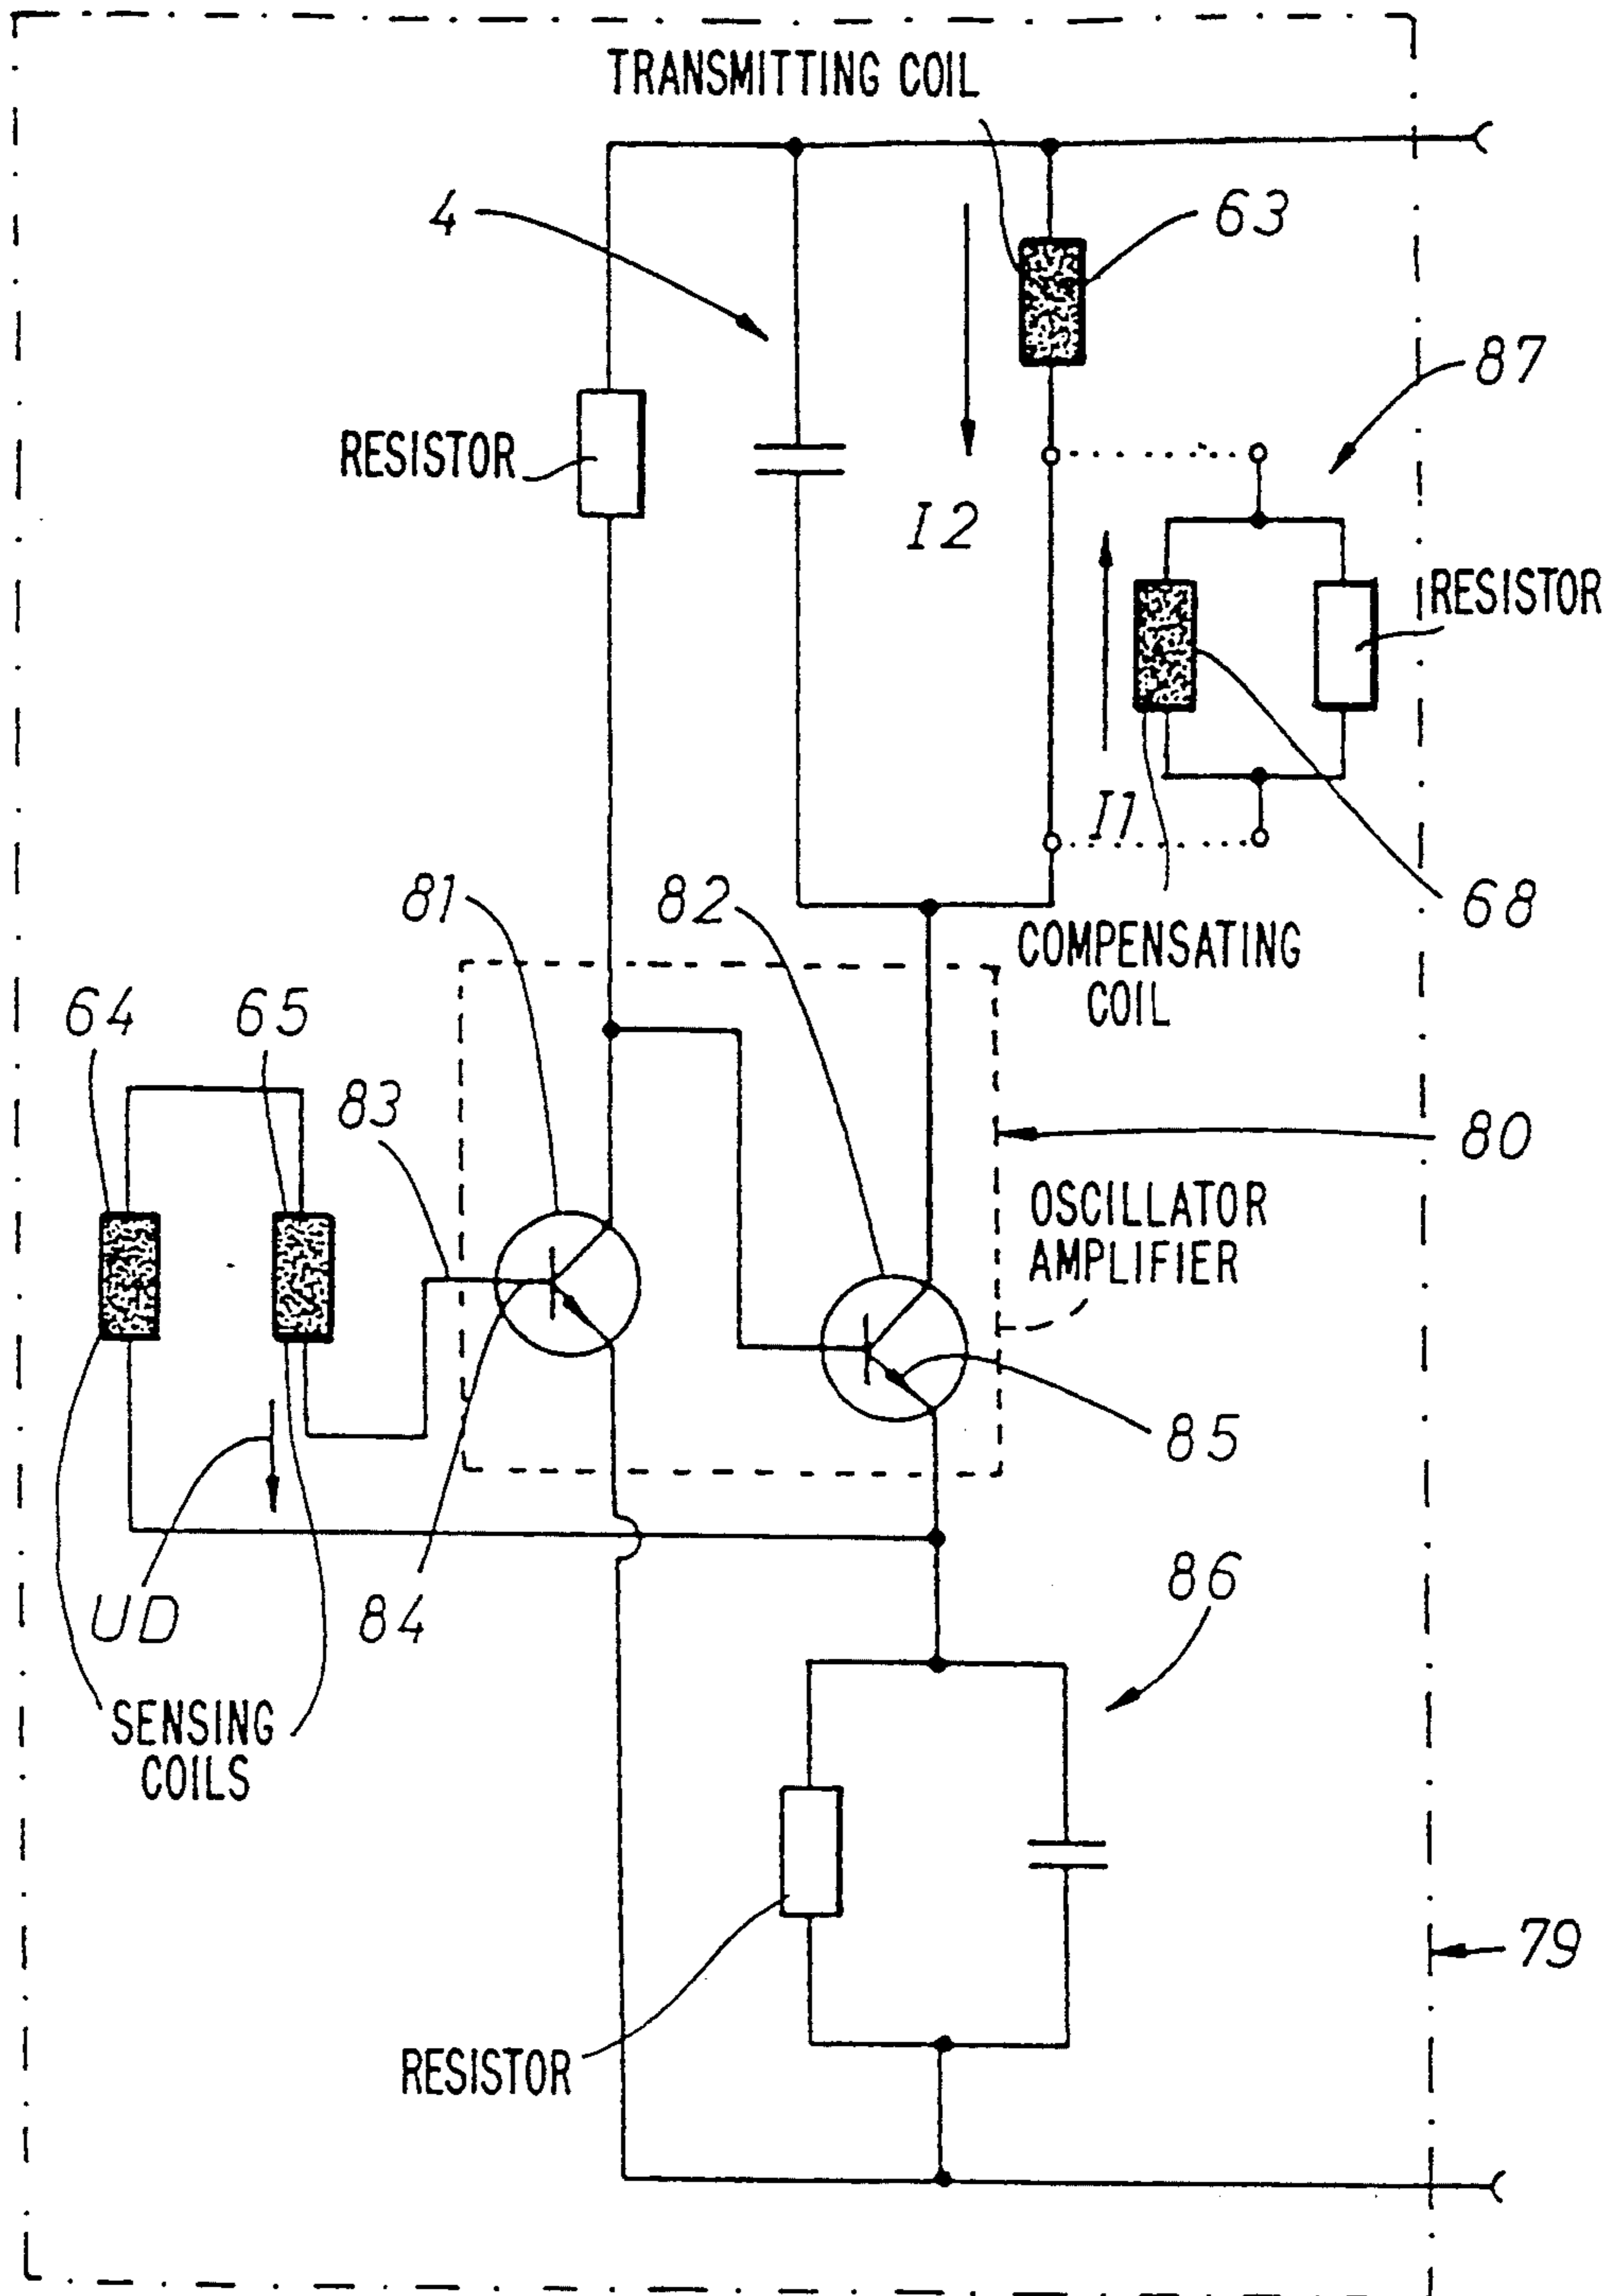 TRANSMITTING COIL
4
63
87
RESISTOR
I2
RESISTOR
I1
81
82
68
COMPENSATING
COIL
64
65
83
80
OSCILLATOR
AMPLIFIER
85
UD
84
86
SENSING
COILS
79
RESISTOR